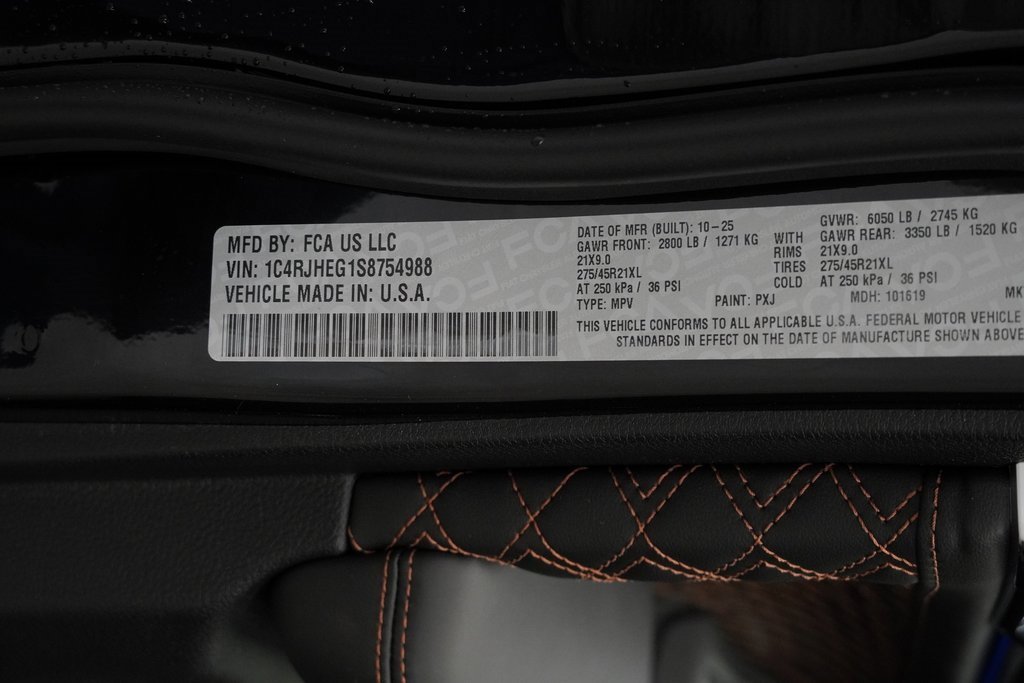 MFD BY: FCA US LLC
VIN: 1C4RJHEG1S8754988
VEHICLE MADE IN: U.S.A.
DATE OF MFR (BUILT): 10-25
GAWR FRONT: 2800 LB / 1271 KG
21X9.0
275/45R21XL
AT 250 kPa / 36 PSI
TYPE: MPV
PAINT: PXJ
WITH
RIMS
TIRES
COLD
GVWR: 6050 LB / 2745 KG
GAWR REAR: 3350 LB / 1520 KG
21X9.0
275/45R21XL
AT 250 kPa / 36 PSI
MDH: 101619
MK
THIS VEHICLE CONFORMS TO ALL APPLICABLE U.S.A. FEDERAL MOTOR VEHICLE
STANDARDS IN EFFECT ON THE DATE OF MANUFACTURE SHOWN ABOVE